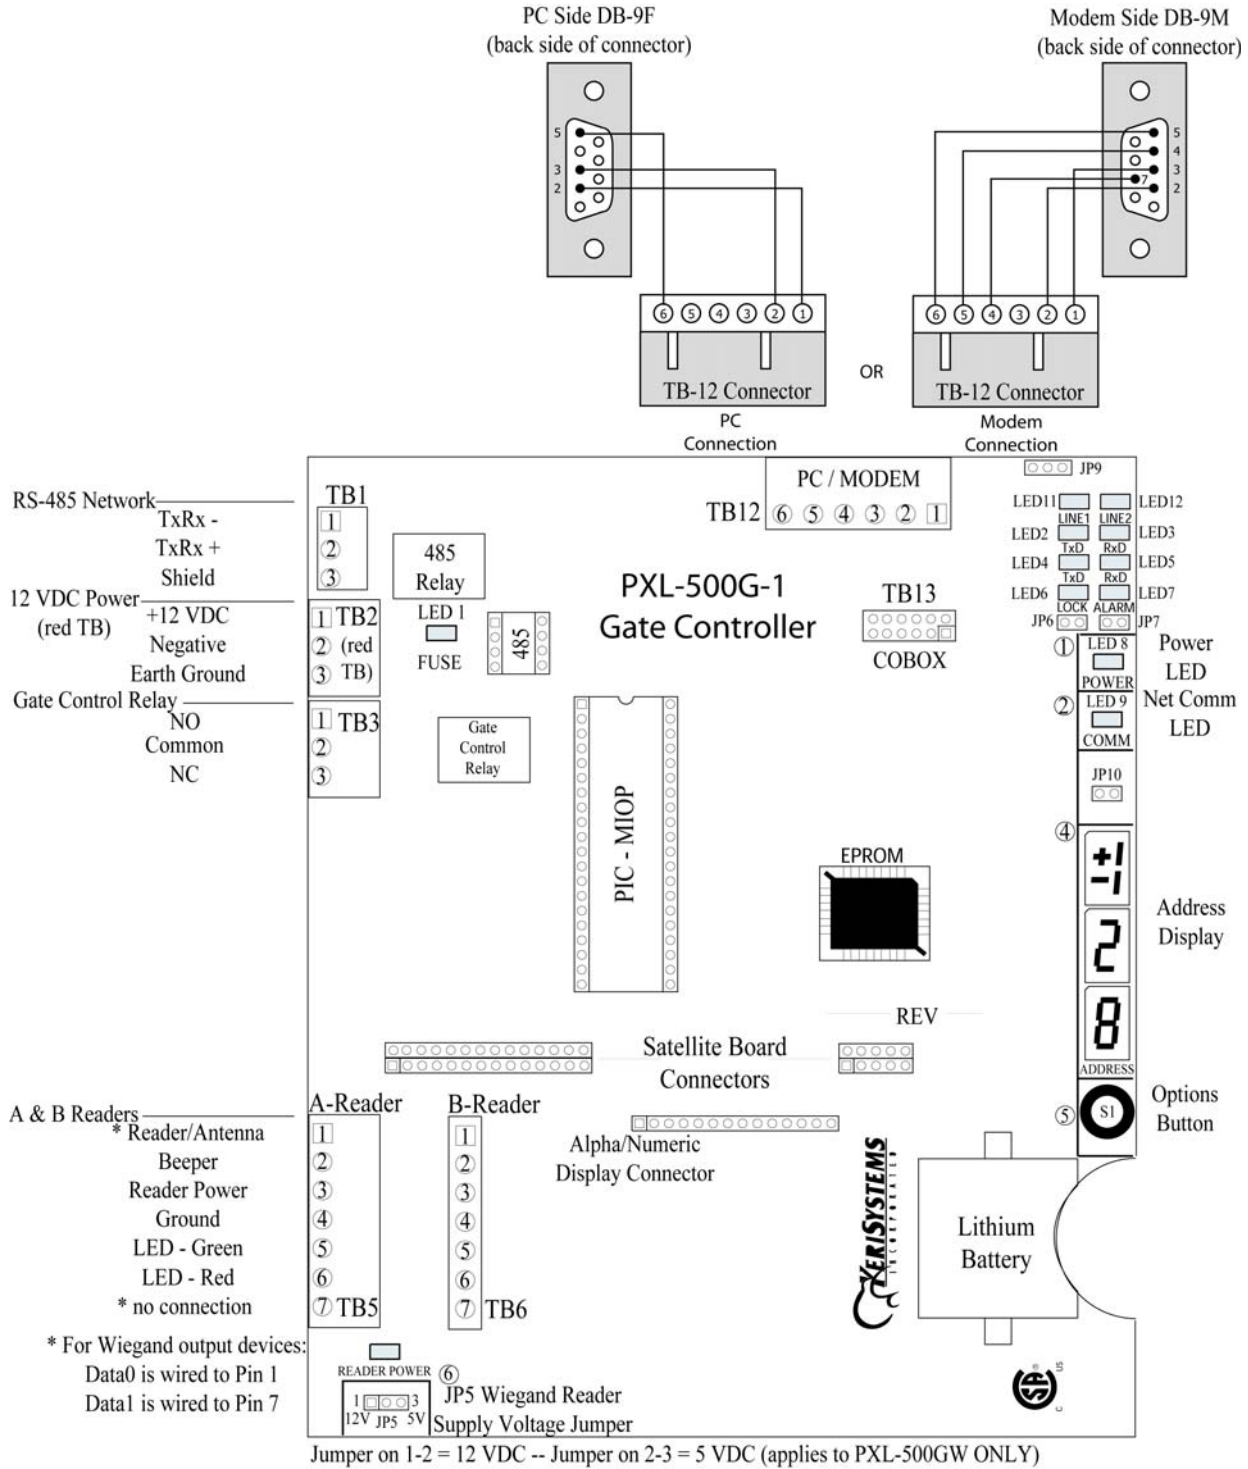 PC Side DB-9F
(back side of connector)
Modem Side DB-9M
(back side of connector)
5
3
2
5
4
3
7
2
6 5 4 3 2 1
TB-12 Connector
PC
Connection
OR
6 5 4 3 2 1
TB-12 Connector
Modem
Connection
RS-485 Network
TxRx -
TxRx +
Shield
TB1
1
2
3
12 VDC Power
(red TB)
+12 VDC
Negative
Earth Ground
1 TB2
2 (red
3 TB)
Gate Control Relay
NO
Common
NC
1 TB3
2
3
485
Relay
LED 1
FUSE
485
Gate
Control
Relay
PC / MODEM
TB12 6 5 4 3 2 1
PXL-500G-1
Gate Controller
TB13
COBOX
JP9
LED11 LED12
LINE1 LINE2
LED2 LED3
TxD RxD
LED4 LED5
TxD RxD
LED6 LED7
LOCK ALARM
JP6 JP7
1 LED 8
POWER
Power
LED
2 LED 9
COMM
Net Comm
LED
JP10
4
+1
-1
2
8
ADDRESS
Address
Display
5
S1
Options
Button
PIC - MIOP
EPROM
REV
Satellite Board
Connectors
A & B Readers
* Reader/Antenna
Beeper
Reader Power
Ground
LED - Green
LED - Red
* no connection
A-Reader
1
2
3
4
5
6
7 TB5
B-Reader
1
2
3
4
5
6
7 TB6
Alpha/Numeric
Display Connector
VERISYSTEMS
INCORPORATED
Lithium
Battery
* For Wiegand output devices:
Data0 is wired to Pin 1
Data1 is wired to Pin 7
READER POWER 6
1 3
12V JP5 5V
JP5 Wiegand Reader
Supply Voltage Jumper
C SA ® US
Jumper on 1-2 = 12 VDC -- Jumper on 2-3 = 5 VDC (applies to PXL-500GW ONLY)